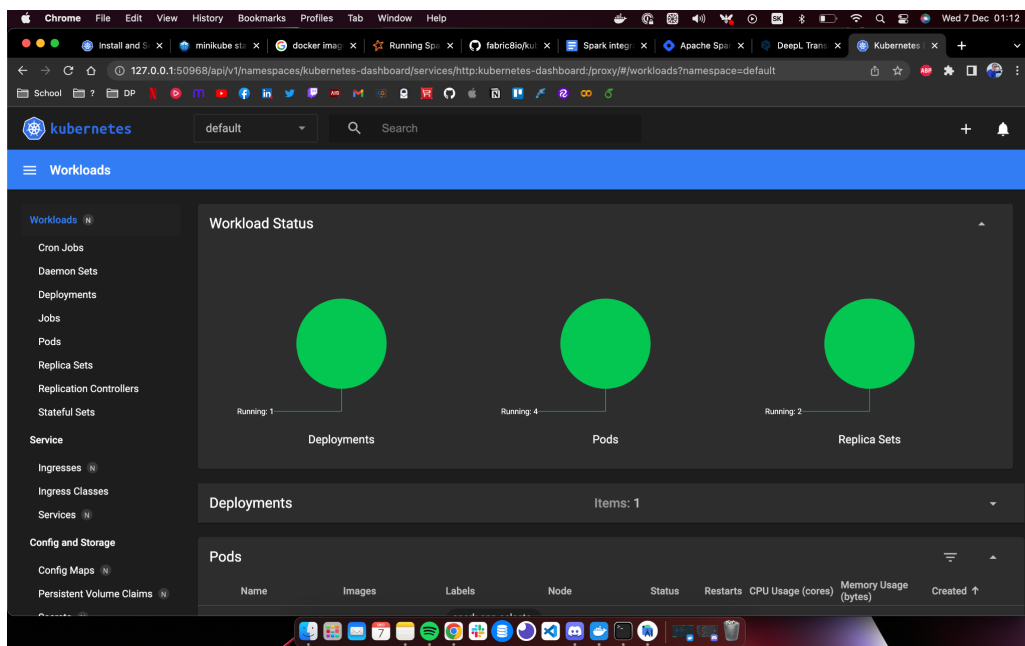 Chrome File Edit View History Bookmarks Profiles Tab Window Help SK Wed 7 Dec 01:12
Install and S minikube sta docker imag Running Spa fabric8io/ku Spark integr Apache Spar DeepL Trans Kubernetes
127.0.0.1:50968/api/v1/namespaces/kubernetes-dashboard/services/http:kubernetes-dashboard:/proxy/#/workloads?namespace=default ABP
School ? DP
kubernetes default Search
Workloads
Workloads N
Cron Jobs
Daemon Sets
Deployments
Jobs
Pods
Replica Sets
Replication Controllers
Stateful Sets
Service
Ingresses N
Ingress Classes
Services N
Config and Storage
Config Maps N
Persistent Volume Claims N
Workload Status
Running: 1
Deployments
Running: 4
Pods
Running: 2
Replica Sets
Deployments Items: 1
Pods
Name Images Labels Node Status Restarts CPU Usage (cores) Memory Usage (bytes) Created